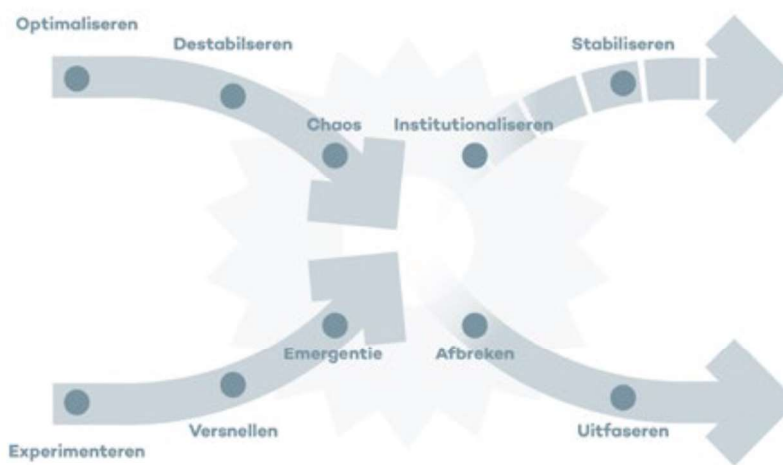 Optimaliseren
Destabilseren
Chaos
Institutionaliseren
Stabiliseren
Experimenteren
Versnellen
Emergentie
Afbreken
Uitfaseren